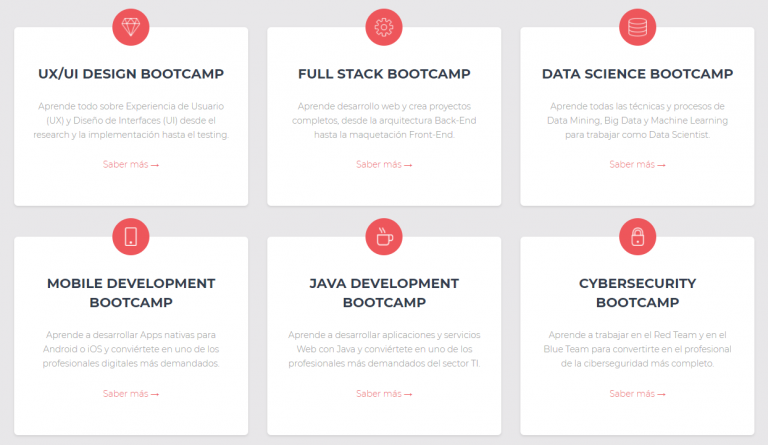 UX/UI DESIGN BOOTCAMP
Aprende todo sobre Experiencia de Usuario
(UX) y Diseño de Interfaces (UI) desde el
research y la implementación hasta el testing.
Saber más →
FULL STACK BOOTCAMP
Aprende desarrollo web y crea proyectos
completos, desde la arquitectura Back-End
hasta la maquetación Front-End.
Saber más →
DATA SCIENCE BOOTCAMP
Aprende todas las técnicas y procesos de
Data Mining, Big Data y Machine Learning
para trabajar como Data Scientist.
Saber más →
MOBILE DEVELOPMENT
BOOTCAMP
Aprende a desarrollar Apps nativas para
Android o iOS y conviértete en uno de los
profesionales digitales más demandados.
Saber más →
JAVA DEVELOPMENT
BOOTCAMP
Aprende a desarrollar aplicaciones y servicios
Web con Java y conviértete en uno de los
profesionales más demandados del sector TI.
Saber más →
CYBERSECURITY
BOOTCAMP
Aprende a trabajar en el Red Team y en el
Blue Team para convertirte en el profesional
de la ciberseguridad más completo.
Saber más →